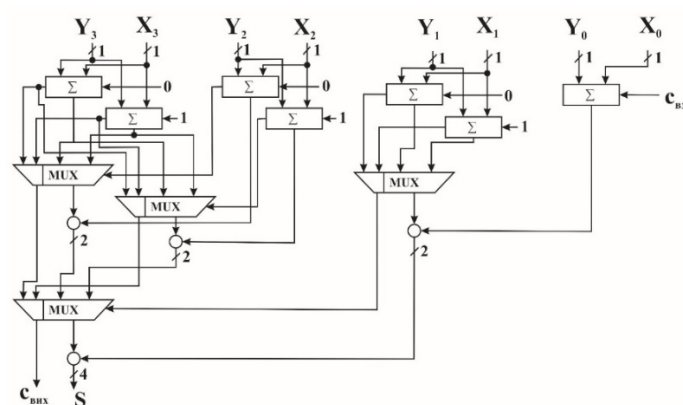 Y₃ X₃ Y₂ X₂ Y₁ X₁ Y₀ X₀
1 1 1 1 1 1 1 1
Σ 0 Σ 0 Σ 0 Σ
Σ 1 Σ 1 Σ 1
MUX MUX
MUX
2 2 2
MUX
4
c вих S